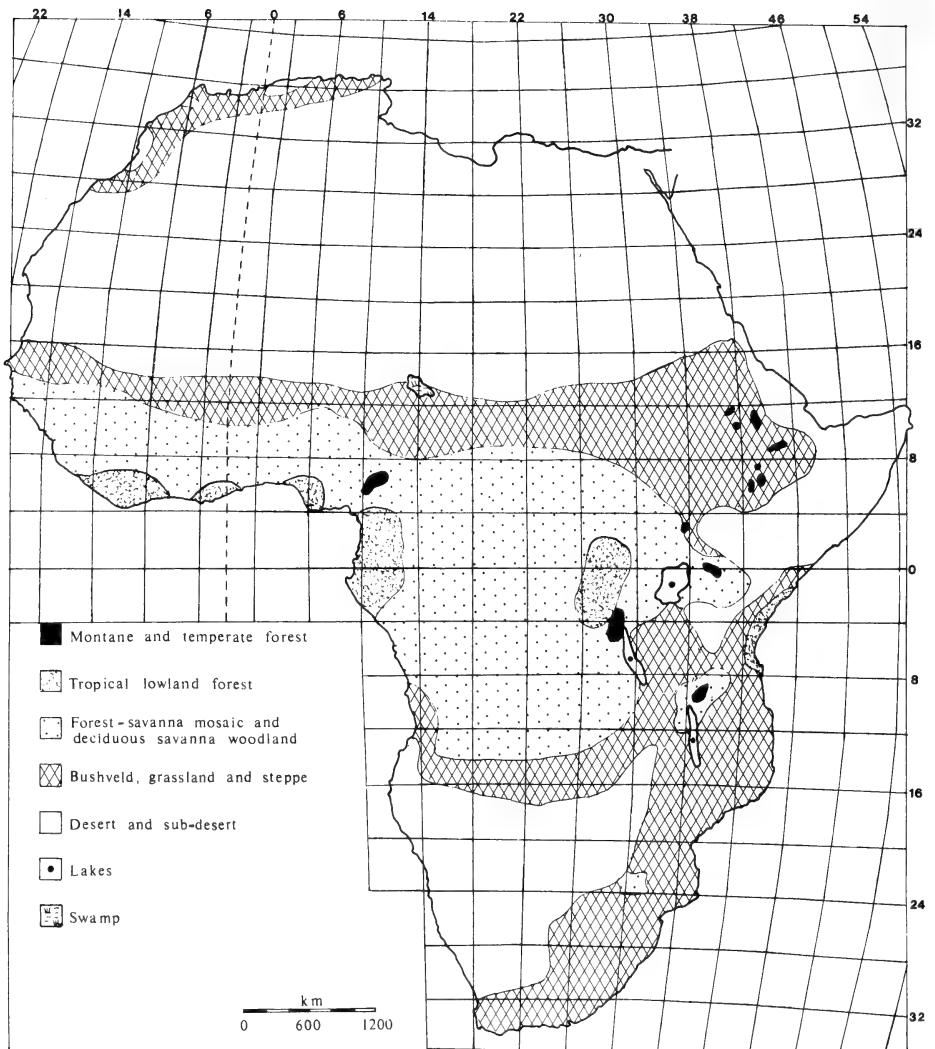 22 14 6 0 6 14 22 30 38 46 54
32
24
16
8
0
8
16
24
32
Montane and temperate forest
Tropical lowland forest
Forest-savanna mosaic and
deciduous savanna woodland
Bushveld, grassland and steppe
Desert and sub-desert
Lakes
Swamp
km
0 600 1200